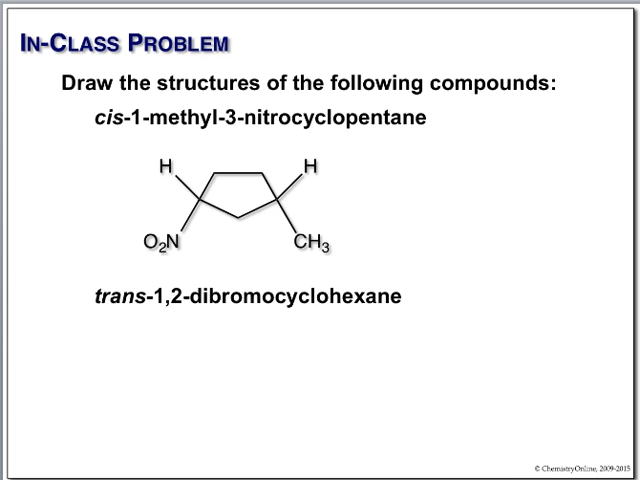 IN-CLASS PROBLEM
Draw the structures of the following compounds:
cis-1-methyl-3-nitrocyclopentane
H H
O₂N CH₃
trans-1,2-dibromocyclohexane
© ChemistryOnline, 2009-2015